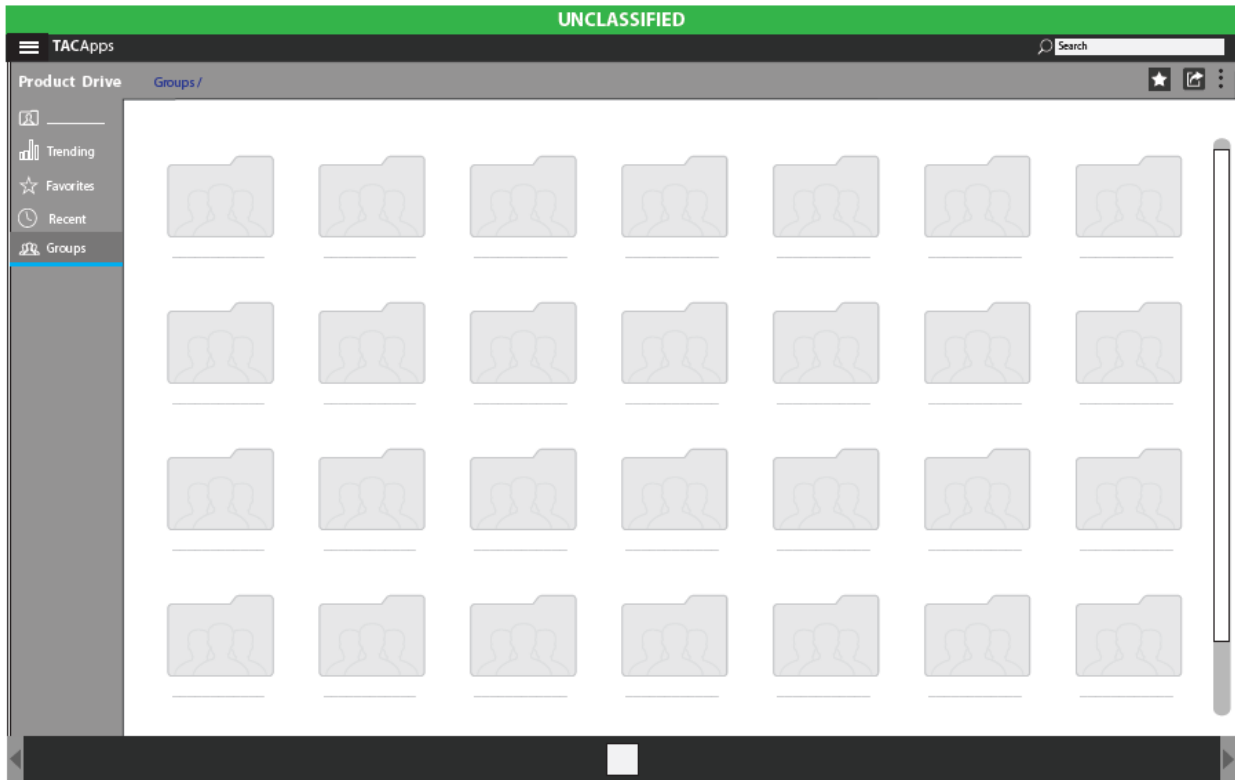 UNCLASSIFIED
TACApps
Search
Product Drive
Groups /
Trending
Favorites
Recent
Groups